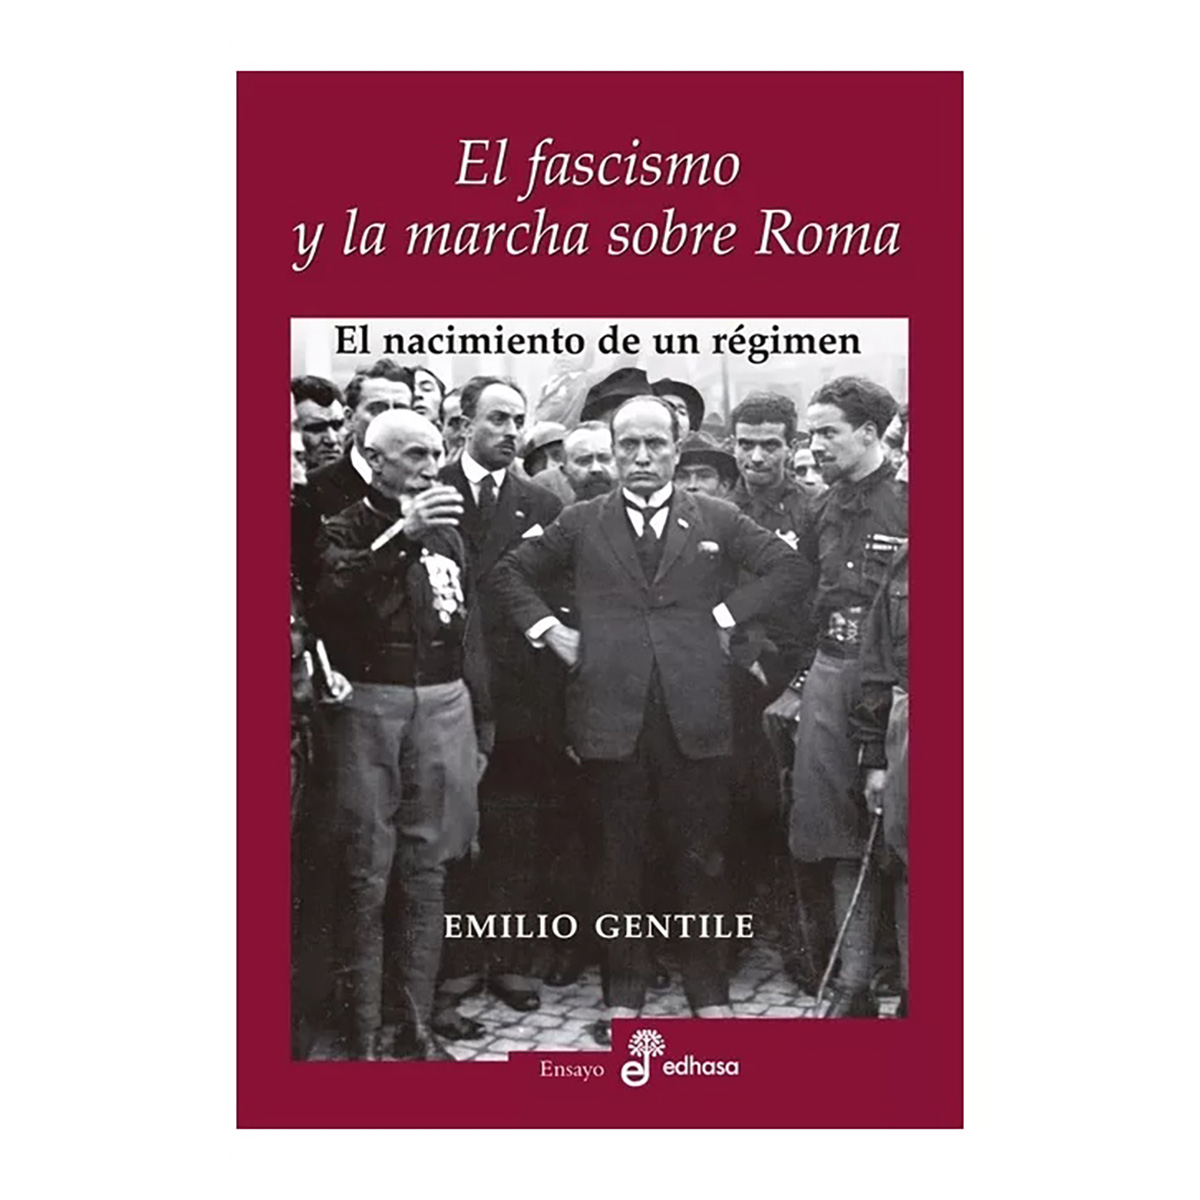 El fascismo
y la marcha sobre Roma
El nacimiento de un régimen
EMILIO GENTILE
Ensayo
edhasa